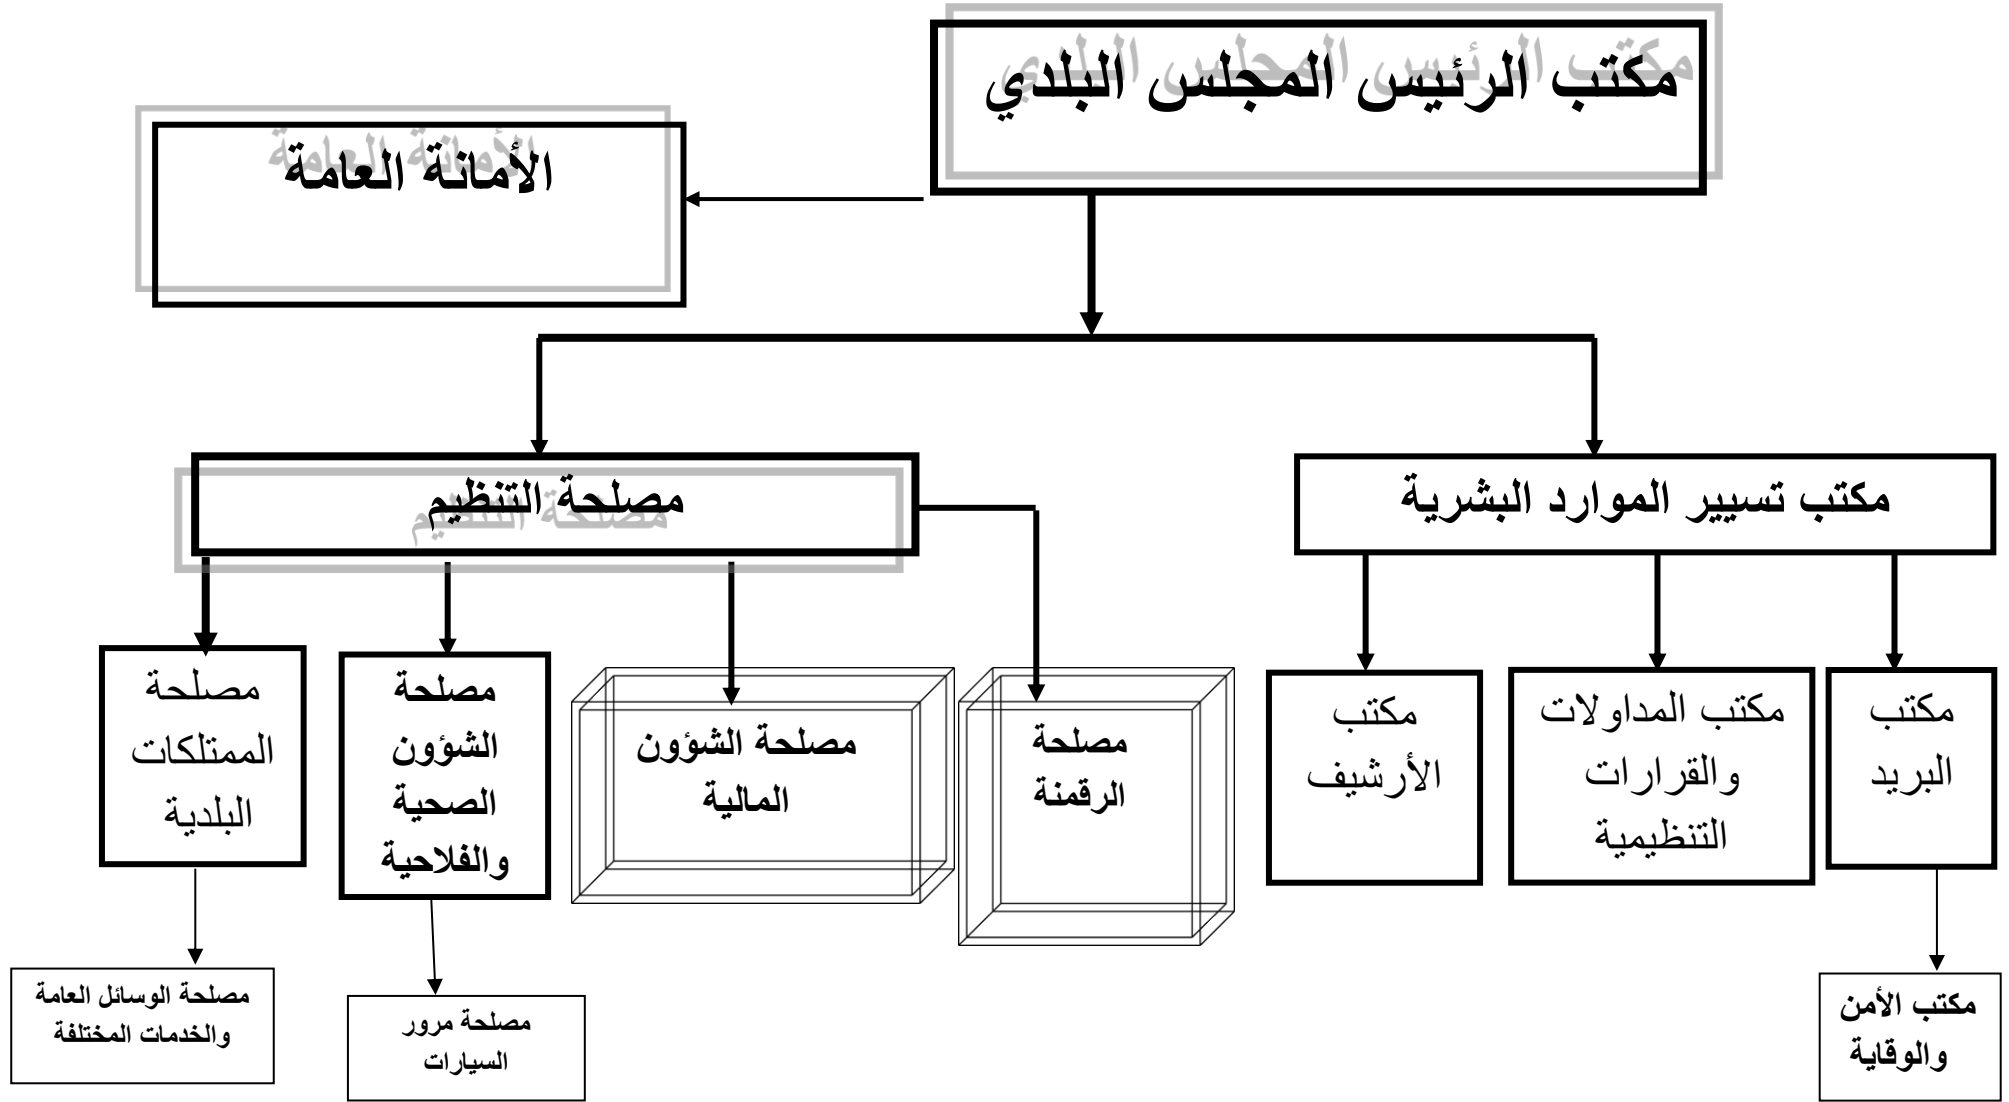 مكتب الرئيس المجلس البلدي
الأمانة العامة
مكتب تسيير الموارد البشرية
مصلحة التنظيم
مكتب
البريد
مكتب المداولات
والقرارات
التنظيمية
مكتب
الأرشيف
مصلحة
الرقمنة
مصلحة الشؤون
المالية
مصلحة
الشؤون
الصحية
والفلاحية
مصلحة
الممتلكات
البلدية
مكتب الأمن
والوقاية
مصلحة مرور
السيارات
مصلحة الوسائل العامة
والخدمات المختلفة